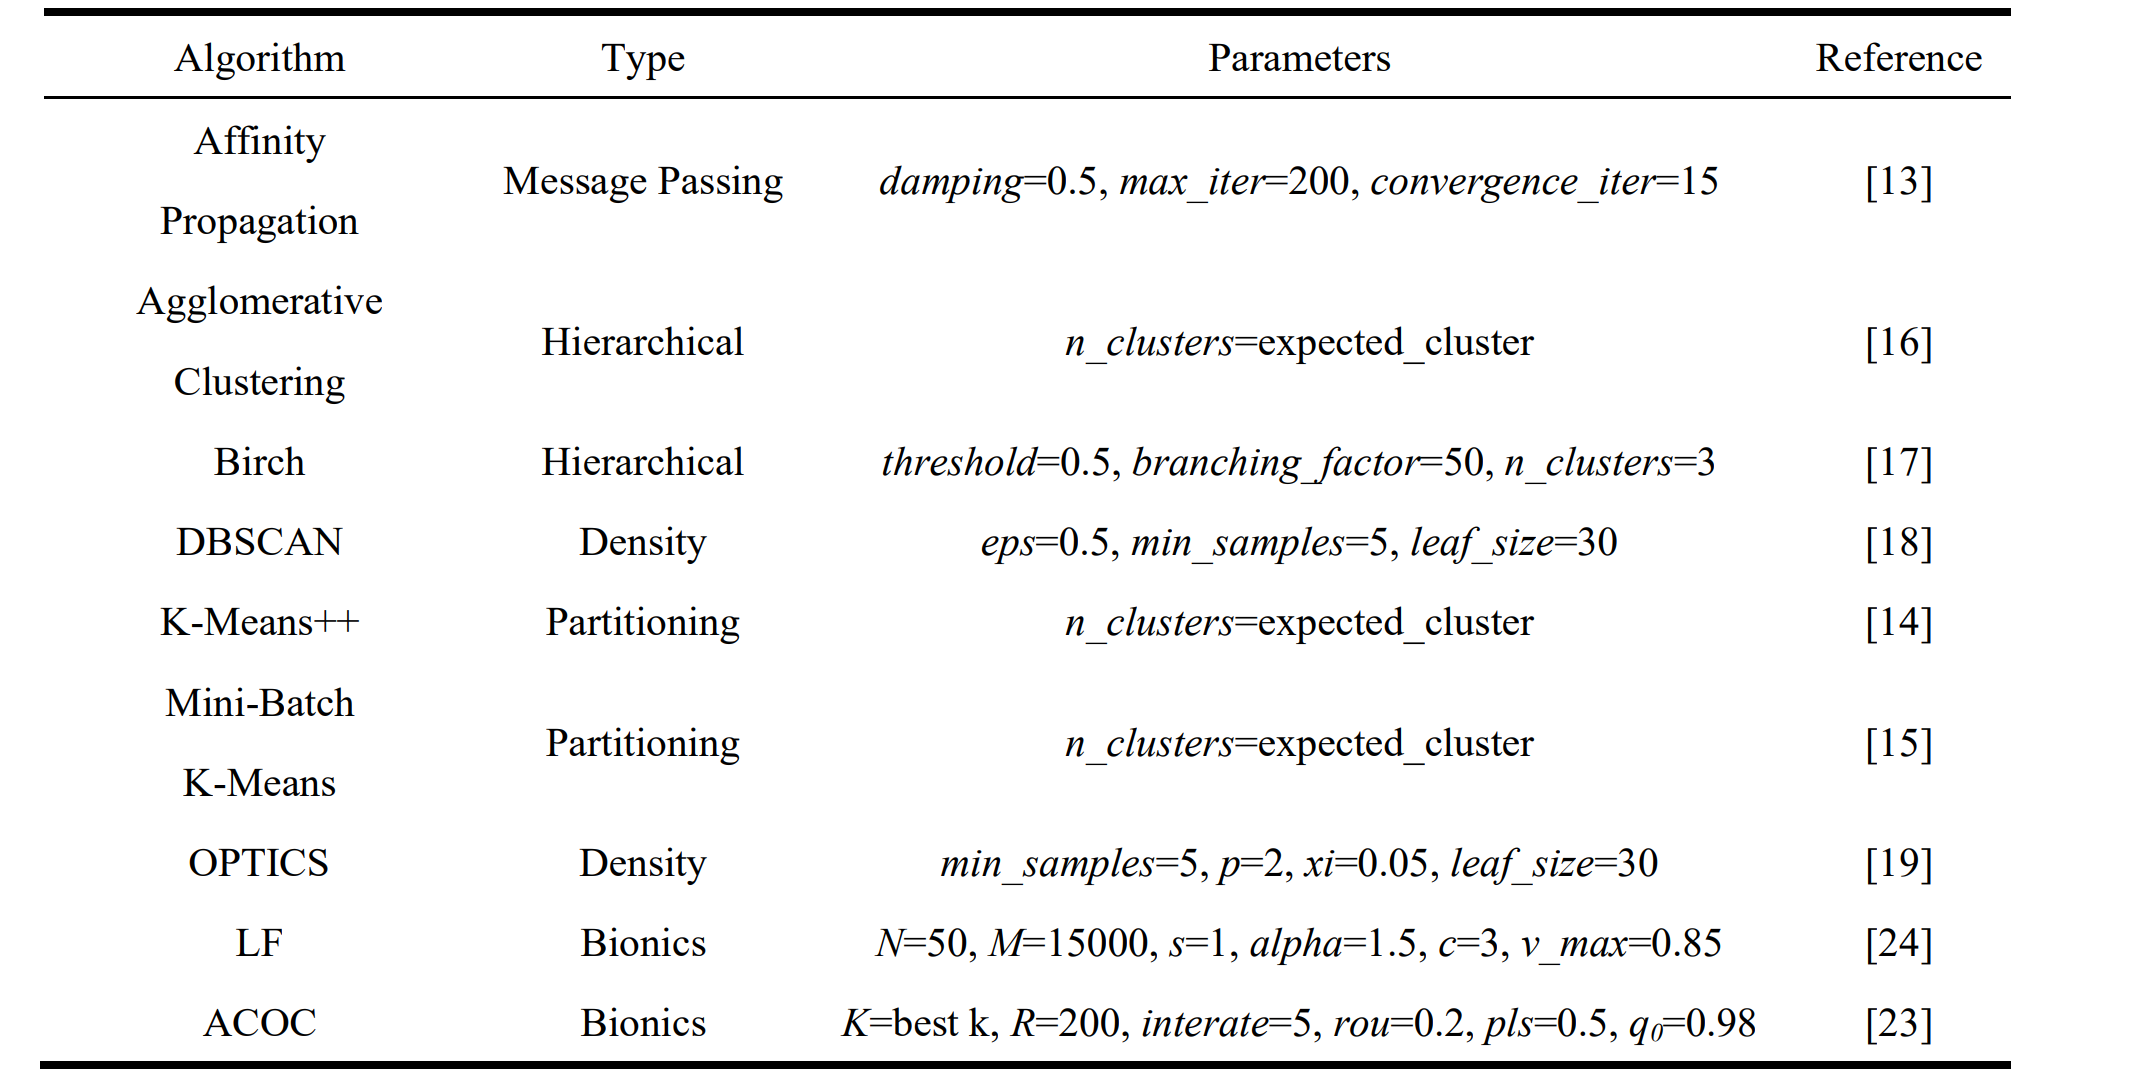 Algorithm Type Parameters Reference
Affinity
Propagation
Message Passing damping=0.5, max_iter=200, convergence_iter=15 [13]
Agglomerative
Clustering
Hierarchical n_clusters=expected_cluster [16]
Birch Hierarchical threshold=0.5, branching_factor=50, n_clusters=3 [17]
DBSCAN Density eps=0.5, min_samples=5, leaf_size=30 [18]
K-Means++ Partitioning n_clusters=expected_cluster [14]
Mini-Batch
K-Means
Partitioning n_clusters=expected_cluster [15]
OPTICS Density min_samples=5, p=2, xi=0.05, leaf_size=30 [19]
LF Bionics N=50, M=15000, s=1, alpha=1.5, c=3, v_max=0.85 [24]
ACOC Bionics K=best k, R=200, interate=5, rou=0.2, pls=0.5, q0=0.98 [23]